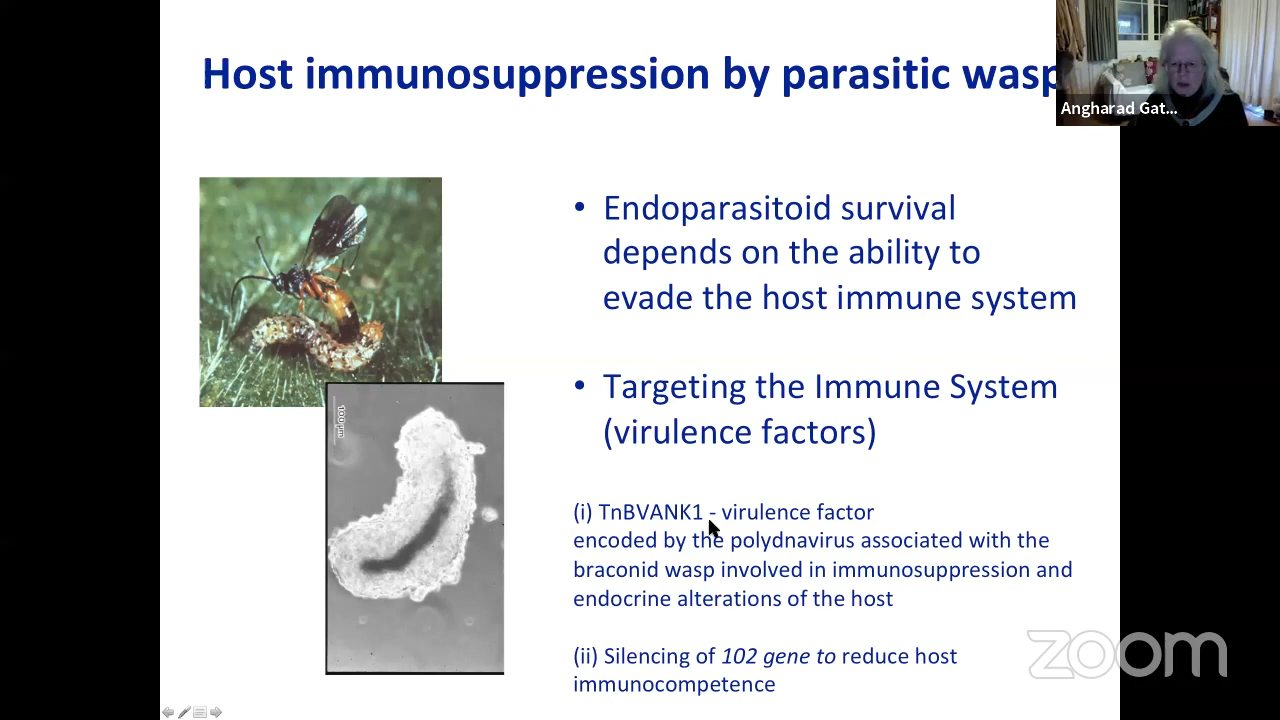 Host immunosuppression by parasitic wasp
Angharad Gat...
• Endoparasitoid survival
depends on the ability to
evade the host immune system
• Targeting the Immune System
(virulence factors)
100 µm
(i) TnBVANK1 - virulence factor
encoded by the polydnavirus associated with the
braconid wasp involved in immunosuppression and
endocrine alterations of the host
(ii) Silencing of 102 gene to reduce host
immunocompetence
zoom